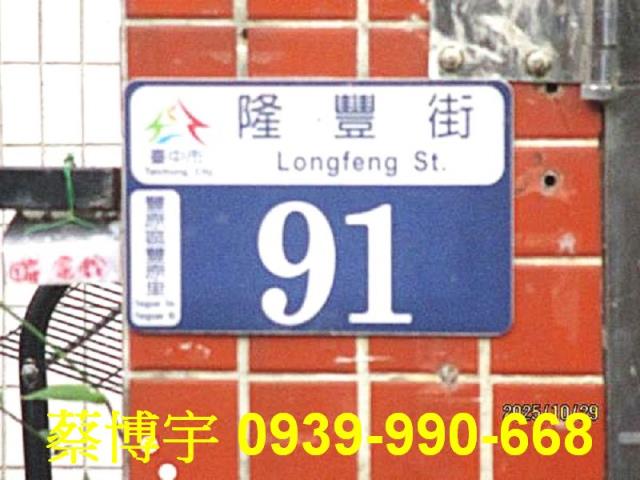 隆豐街
Longfeng St.
臺中市
Taichung City
豐原區豐原里
91
2025/10/29
蔡博宇 0939-990-668